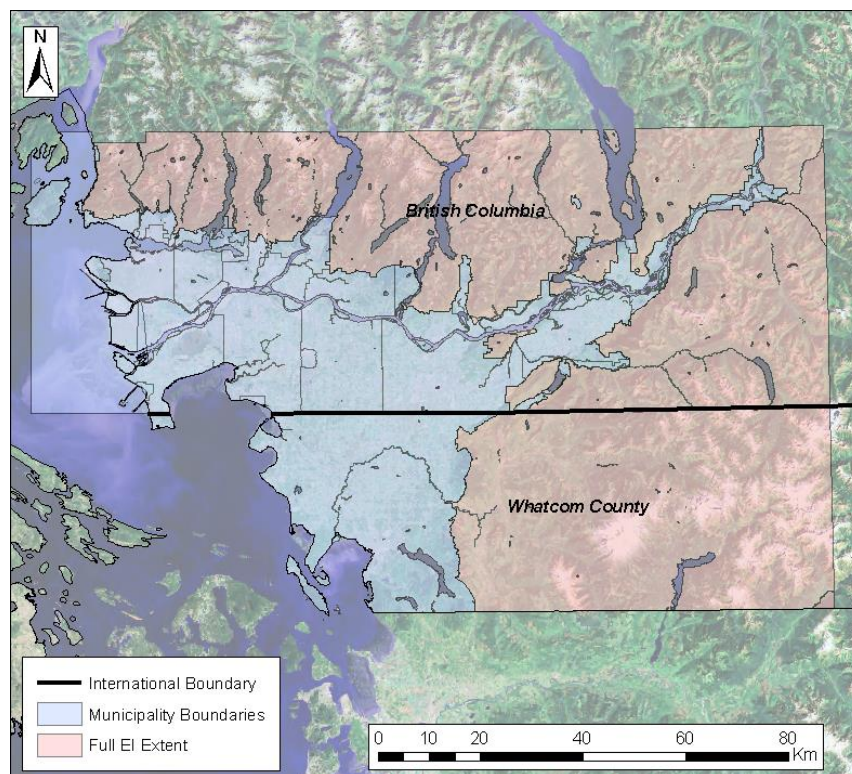 N
British Columbia
Whatcom County
International Boundary
Municipality Boundaries
Full EI Extent
0 10 20 40 60 80
Km